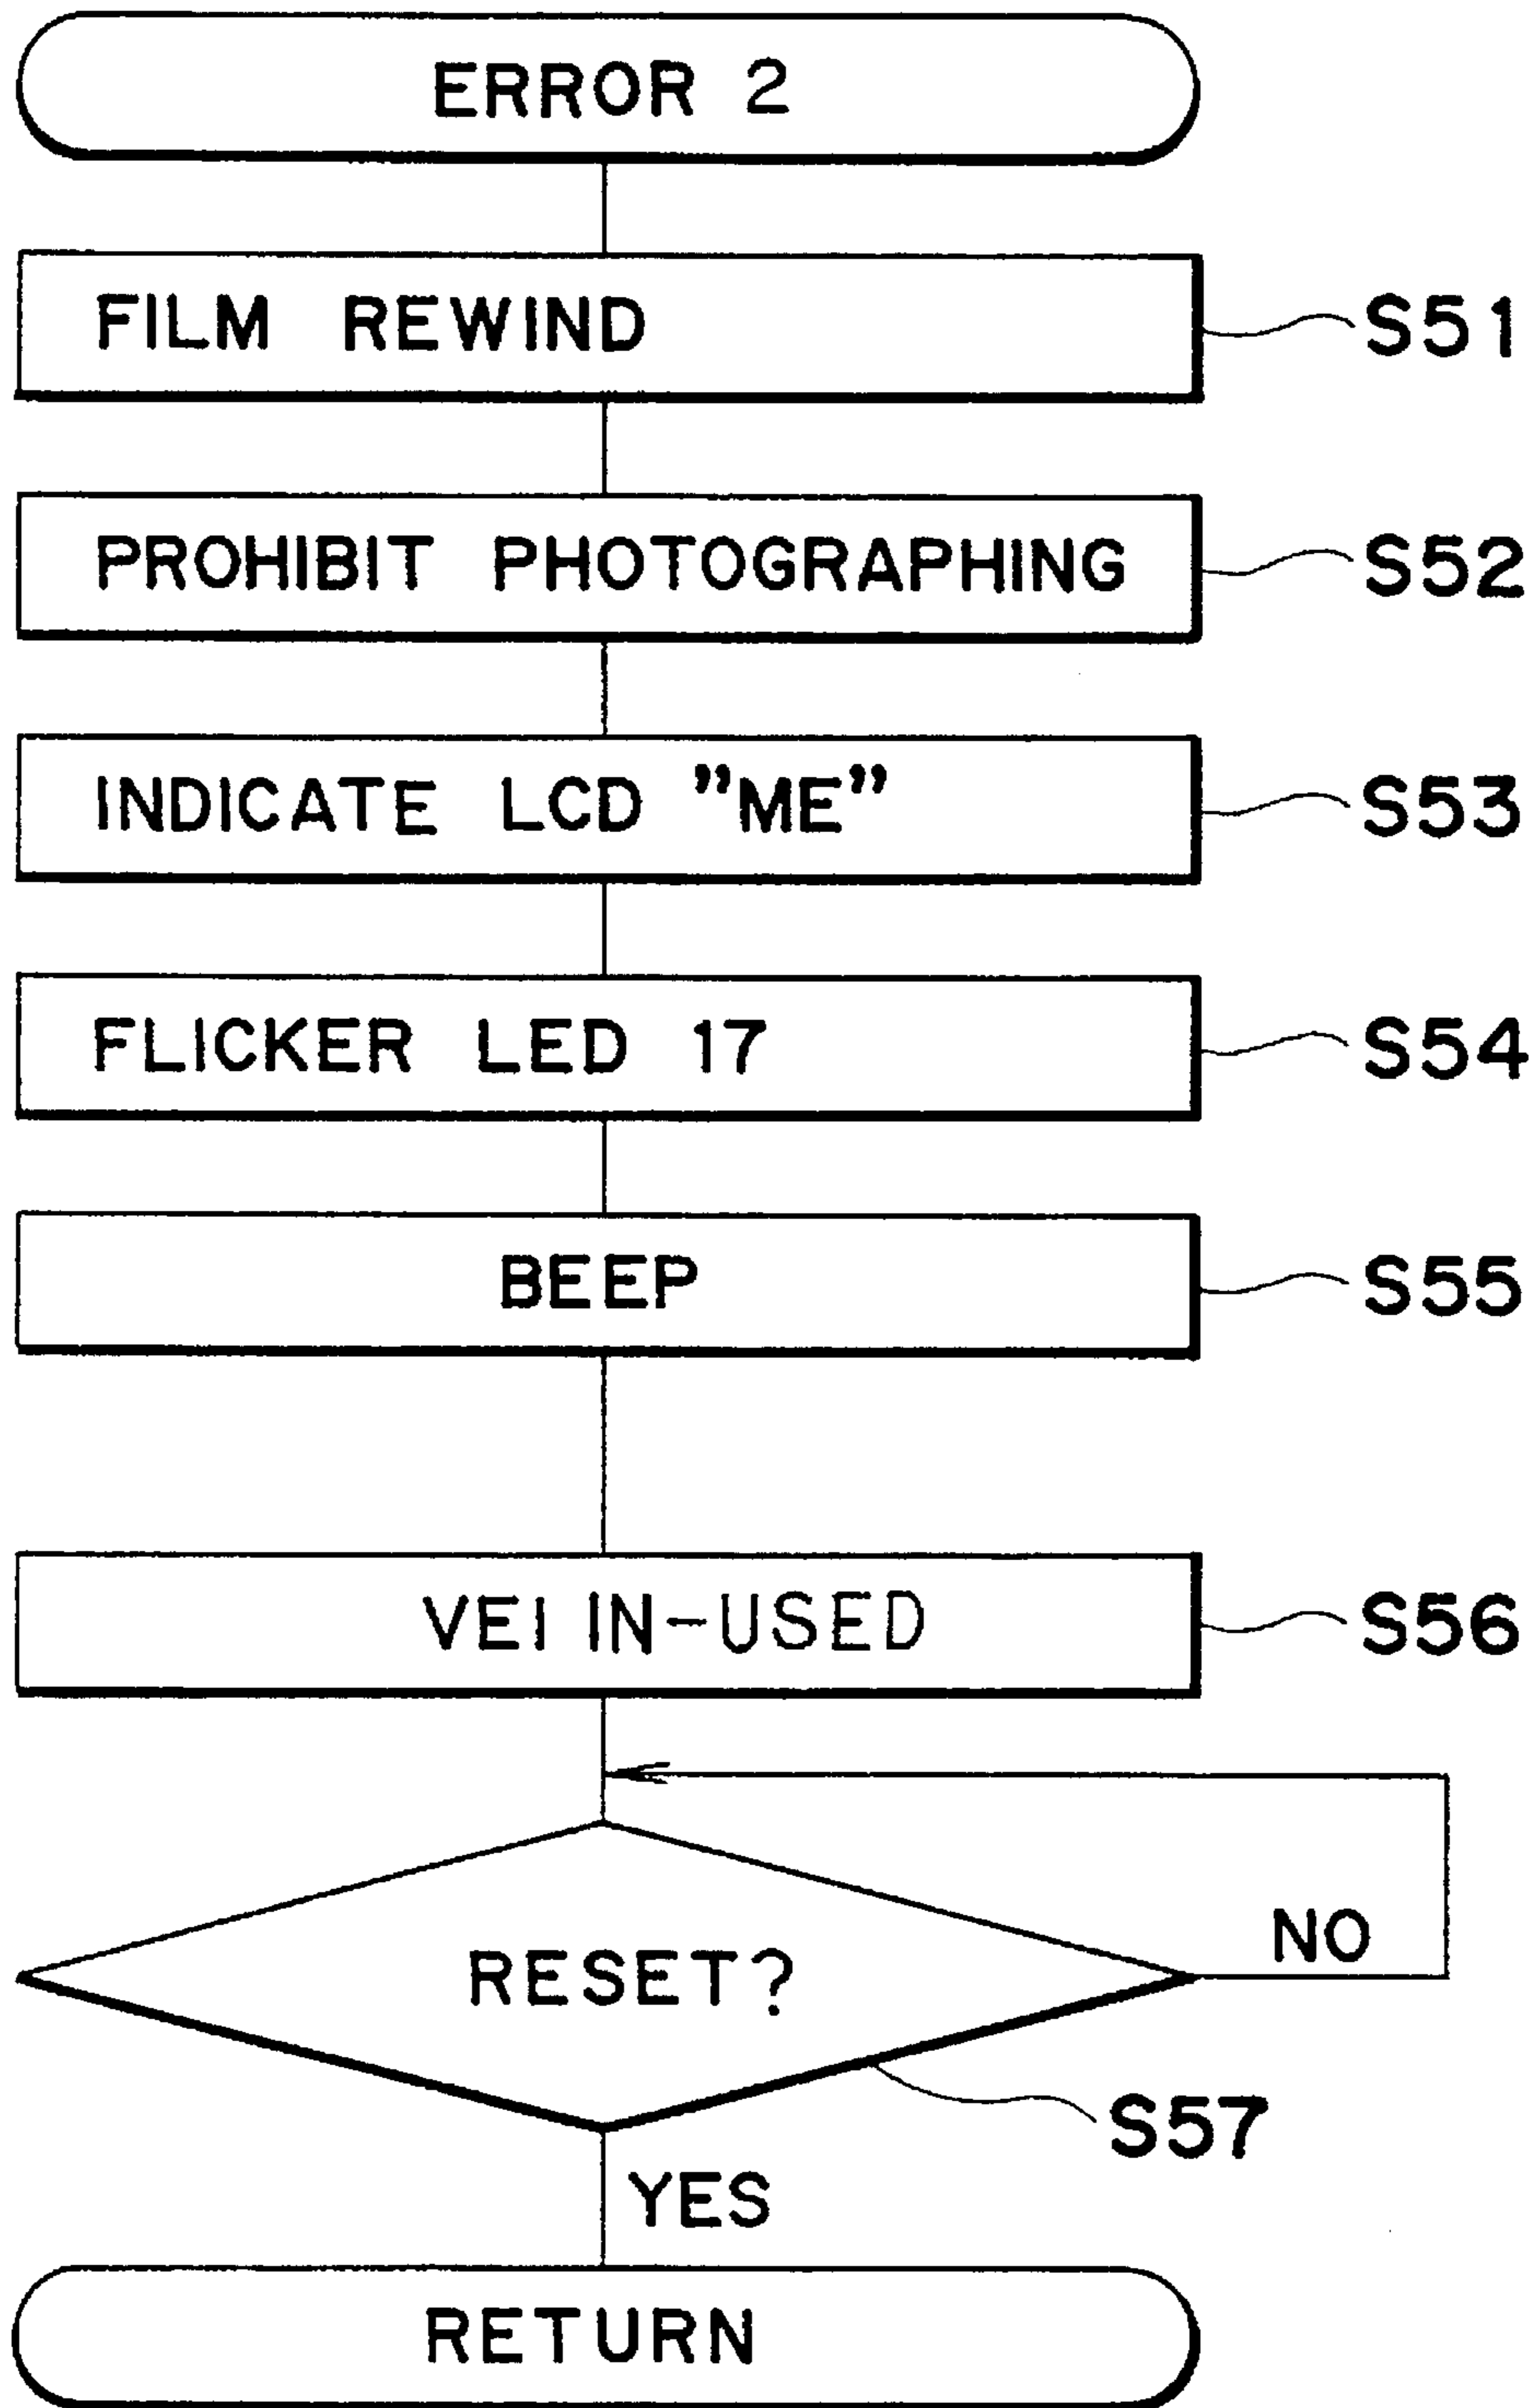 ERROR 2
FILM REWIND
S51
PROHIBIT PHOTOGRAPHING
S52
INDICATE LCD ”ME”
S53
FLICKER LED 17
S54
BEEP
S55
VEI IN-USED
S56
NO
RESET?
S57
YES
RETURN